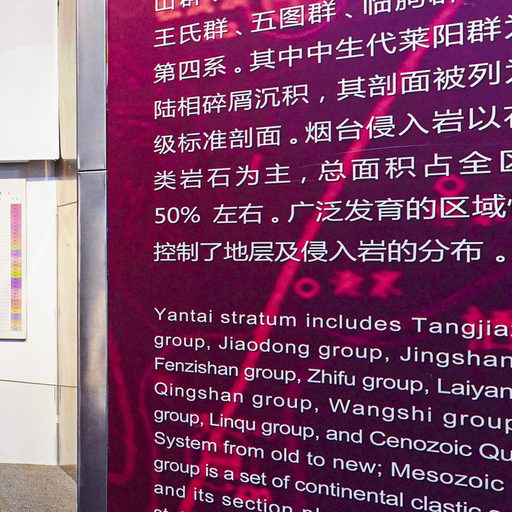 山群、
王氏群、五图群、临朐群
第四系。其中中生代莱阳群
陆相碎屑沉积，其剖面被列为
级标准剖面。烟台侵入岩以
类岩石为主，总面积占全区
50% 左右。广泛发育的区域
控制了地层及侵入岩的分布。
Yantai stratum includes Tangjia
group, Jiaodong group, Jingshan
Fenzishan group, Zhifu group, Laiyan
Qingshan group, Wangshi group
group, Linqu group, and Cenozoic Qu
System from old to new; Mesozoic
group is a set of continental clastic
and its section